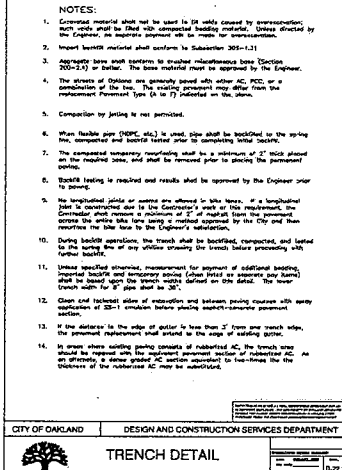 NOTES:
1. Excavated material shall not be used to fill voids caused by overexcavation;
such voids shall be filled with compacted bedding material. Unless directed by
the Engineer, no separate payment will be made for overexcavation.
2. Import backfill material shall conform to Subsection 305-1.3)
3. Aggregate base shall conform to crushed miscellaneous base (Section
200-2.4) or better. The base material must be approved by the Engineer.
4. The streets of Oakland are generally paved with either AC, PCC, or a
combination of the two. The existing pavement may differ from the
replacement Pavement Type (A to F) indicated on the plans.
5. Compaction by jetting is not permitted.
6. When flexible pipe (HDPE, etc.) is used, pipe shall be backfilled to the spring
line, compacted and backfill tested prior to completing initial backfill.
7. The compacted temporary resurfacing shall be a minimum of 2" thick placed
on the required base, and shall be removed prior to placing the permanent
paving.
8. Backfill testing is required and results shall be approved by the Engineer prior
to paving.
9. No longitudinal joints or seams are allowed in bike lanes. If a longitudinal
joint is constructed due to the Contractor's work or this requirement, the
Contractor shall remove a minimum of 2" of asphalt from the pavement
across the entire bike lane using a method approved by the City and then
resurface the bike lane to the Engineer's satisfaction.
10. During backfill operations, the trench shall be backfilled, compacted, and tested
to the spring line of any utilities crossing the trench before proceeding with
further backfill.
11. Unless specified otherwise, measurement for payment of additional bedding,
imported backfill and temporary paving (when listed as separate pay items)
shall be based upon the trench widths defined on this detail. The lower
trench width for 8" pipe shall be 30".
12. Clean and tackcoat sides of excavation and between paving courses with spray
application of SS-1 emulsion before placing asphalt-concrete pavement
section.
13. If the distance to the edge of gutter is less than 3' from one trench edge,
the pavement replacement shall extend to the edge of existing gutter.
14. In areas where existing paving consists of rubberized AC, the trench area
should be repaved with the equivalent pavement section of rubberized AC. As
an alternate, a dense graded AC section equivalent to two-times the
thickness of the rubberized AC may be substituted.
CITY OF OAKLAND
DESIGN AND CONSTRUCTION SERVICES DEPARTMENT
TRENCH DETAIL